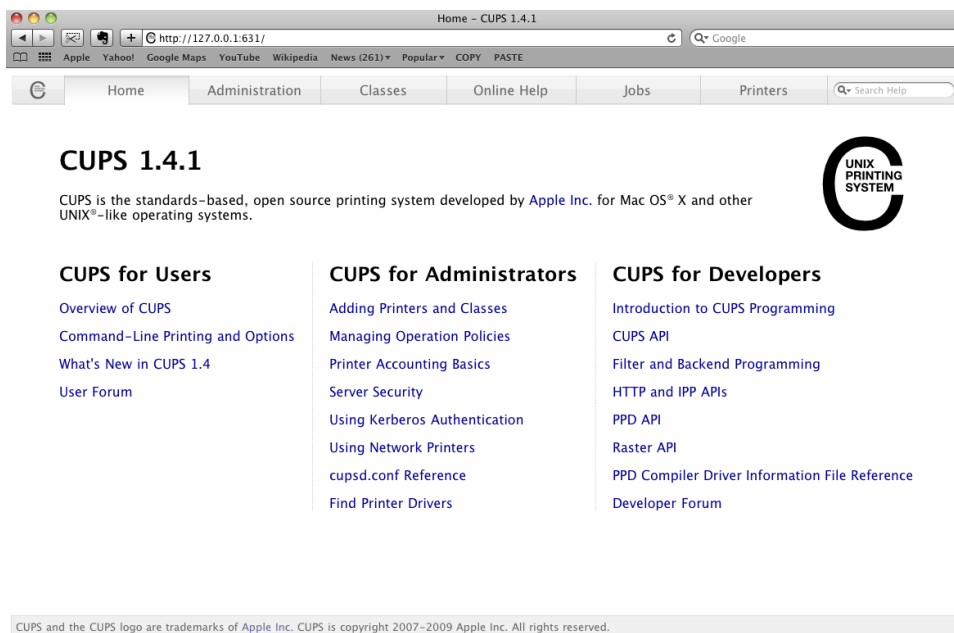 Home – CUPS 1.4.1
http://127.0.0.1:631/
Google
Apple Yahoo! Google Maps YouTube Wikipedia News (261) Popular COPY PASTE
Home Administration Classes Online Help Jobs Printers Search Help
CUPS 1.4.1
UNIX
PRINTING
SYSTEM
CUPS is the standards-based, open source printing system developed by Apple Inc. for Mac OS® X and other
UNIX®-like operating systems.
CUPS for Users
Overview of CUPS
Command-Line Printing and Options
What's New in CUPS 1.4
User Forum
CUPS for Administrators
Adding Printers and Classes
Managing Operation Policies
Printer Accounting Basics
Server Security
Using Kerberos Authentication
Using Network Printers
cupsd.conf Reference
Find Printer Drivers
CUPS for Developers
Introduction to CUPS Programming
CUPS API
Filter and Backend Programming
HTTP and IPP APIs
PPD API
Raster API
PPD Compiler Driver Information File Reference
Developer Forum
CUPS and the CUPS logo are trademarks of Apple Inc. CUPS is copyright 2007-2009 Apple Inc. All rights reserved.